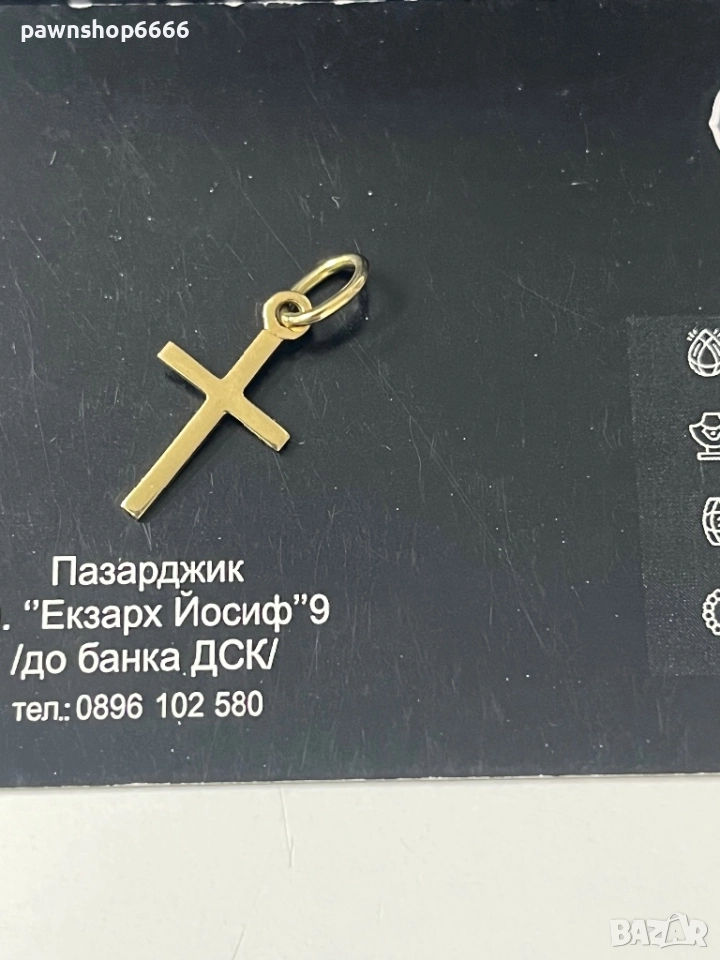 pawnshop6666
Пазарджик
. "Екзарх Йосиф"9
/до банка ДСК/
тел.: 0896 102 580
BAZAR